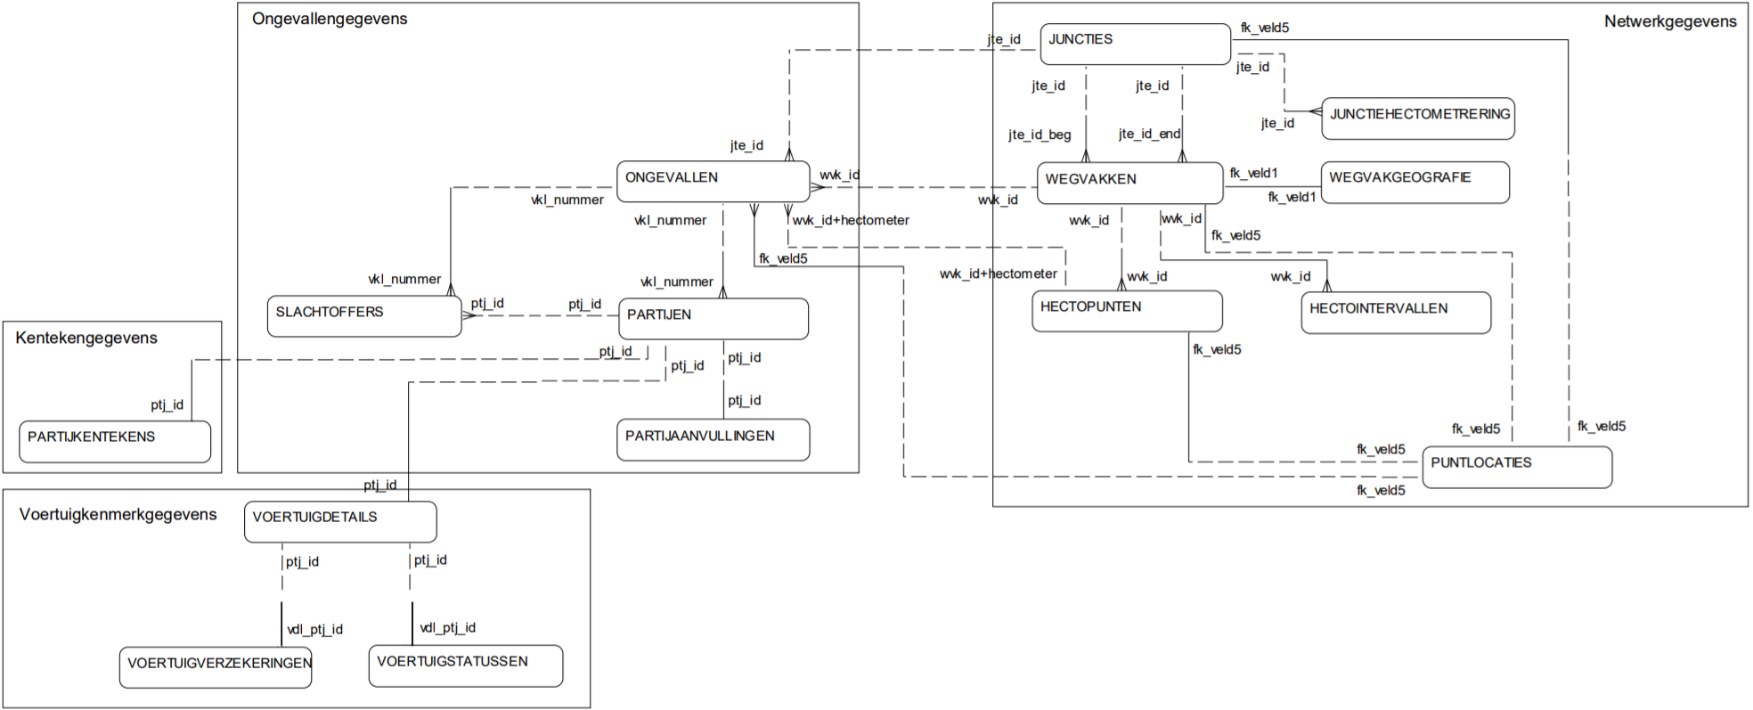 Ongevallengegevens
Netwerkgegevens
fk_veld5
JUNCTIES
jte_id
jte_id
jte_id
jte_id
JUNCTIEHECTOMETRERING
jte_id
jte_id_beg
jte_id_end
jte_id
ONGEVALLEN
wvk_id
WEGVAKKEN
fk_veld1
WEGVAKGEOGRAFIE
fk_veld1
vkl_nummer
wvk_id
vkl_nummer
wvk_id+hectometer
wvk_id
wvk_id
fk_veld5
fk_veld5
wvk_id+hectometer
vkl_nummer
vkl_nummer
wvk_id
wvk_id
SLACHTOFFERS
ptj_id
ptj_id
PARTIJEN
HECTOPUNTEN
HECTOINTERVALLEN
Kentekengegevens
ptj_id
ptj_id
ptj_id
fk_veld5
ptj_id
ptj_id
PARTIJKENTEKENS
PARTIJAANVULLINGEN
fk_veld5
fk_veld5
fk_veld5
PUNTLOCATIES
ptj_id
fk_veld5
Voertuigkenmerkgegevens
VOERTUIGDETAILS
ptj_id
ptj_id
vdl_ptj_id
vdl_ptj_id
VOERTUIGVERZEKERINGEN
VOERTUIGSTATUSSEN